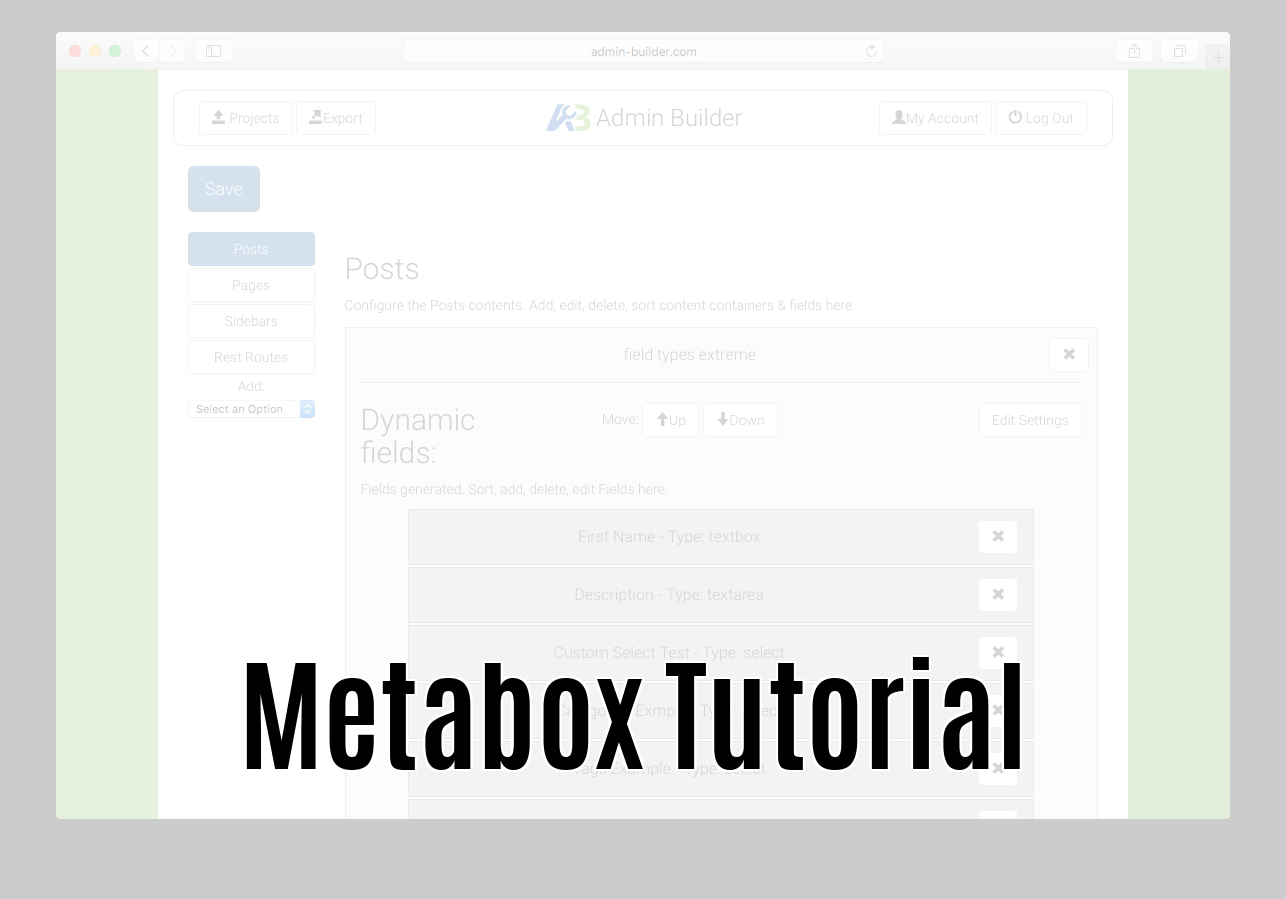 admin-builder.com
Projects
Export
Admin Builder
My Account
Log Out
Save
Posts
Pages
Sidebars
Rest Routes
Add:
Select an Option
Posts
Configure the Posts contents. Add, edit, delete, sort content containers & fields here.
field types extreme
Dynamic
fields:
Move:
Up
Down
Edit Settings
Fields generated. Sort, add, delete, edit Fields here.
First Name - Type: textbox
Description - Type: textarea
Custom Select Test - Type: select
Metabox Tutorial
Example - Type: select